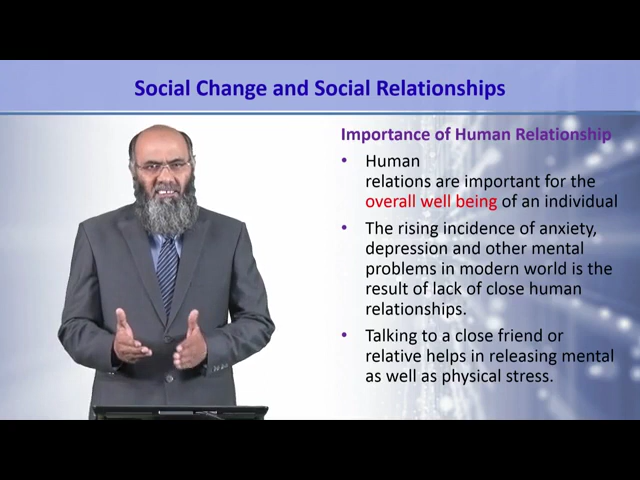 Social Change and Social Relationships
Importance of Human Relationship
• Human
relations are important for the
overall well being of an individual
• The rising incidence of anxiety,
depression and other mental
problems in modern world is the
result of lack of close human
relationships.
• Talking to a close friend or
relative helps in releasing mental
as well as physical stress.